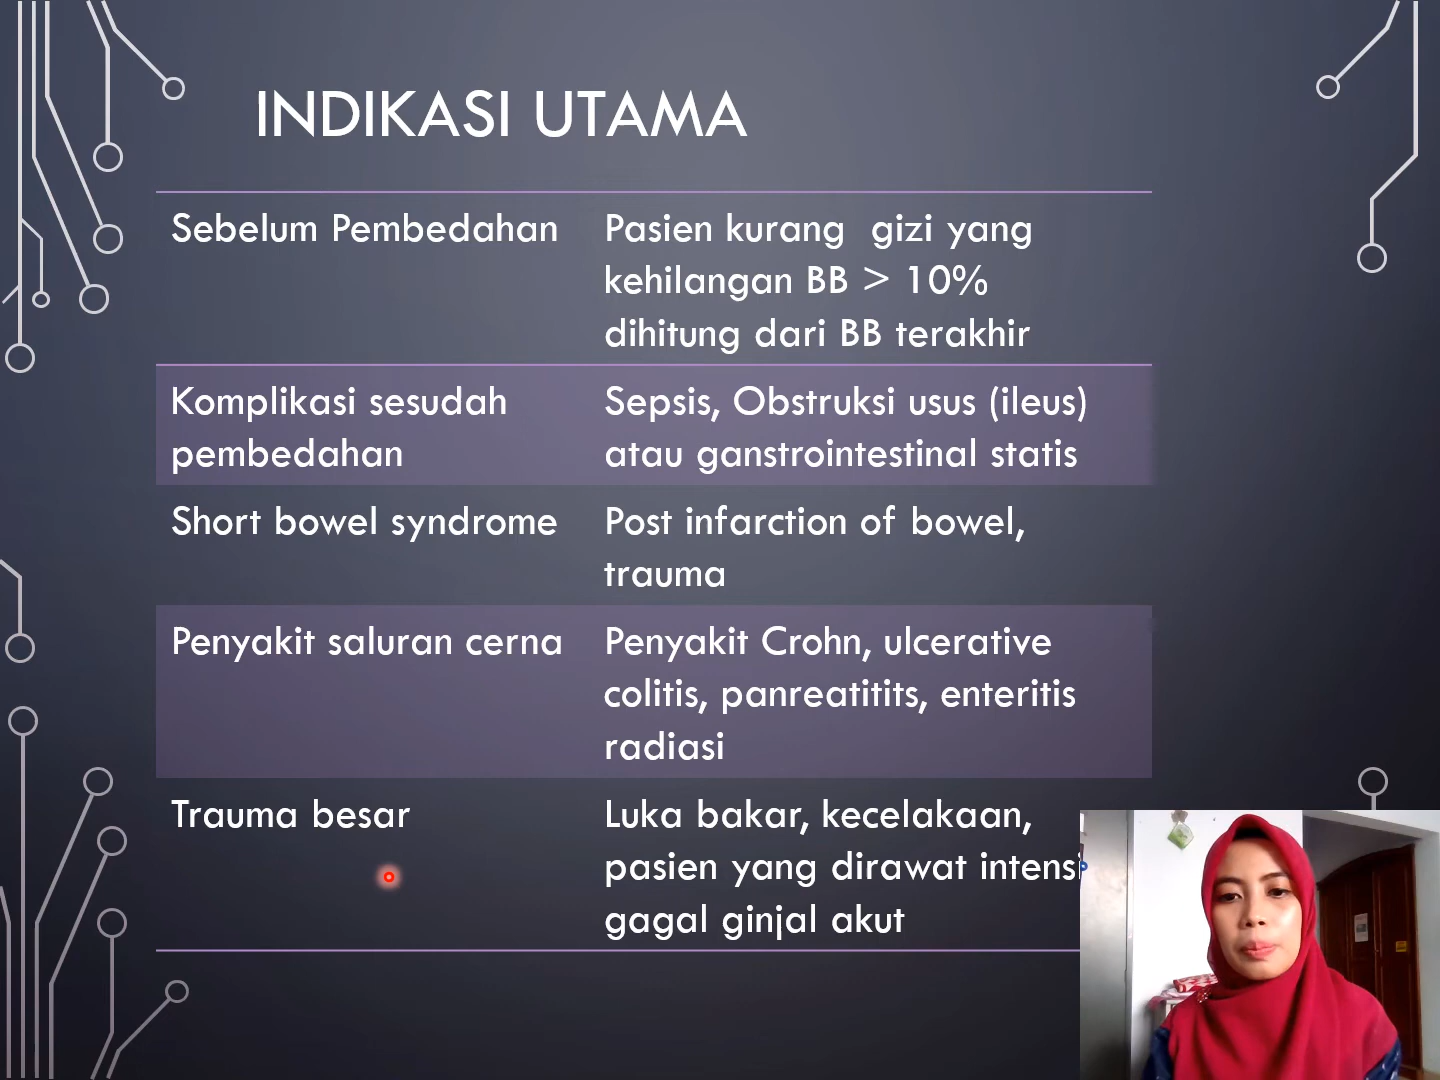 INDIKASI UTAMA
Sebelum Pembedahan
Pasien kurang gizi yang
kehilangan BB > 10%
dihitung dari BB terakhir
Komplikasi sesudah
pembedahan
Sepsis, Obstruksi usus (ileus)
atau ganstrointestinal statis
Short bowel syndrome
Post infarction of bowel,
trauma
Penyakit saluran cerna
Penyakit Crohn, ulcerative
colitis, panreatitits, enteritis
radiasi
Trauma besar
Luka bakar, kecelakaan,
pasien yang dirawat
gagal ginjal akut